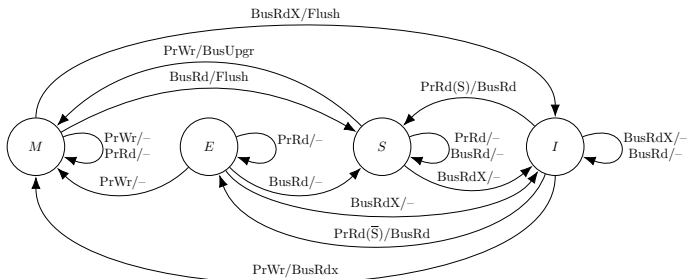 BusRdX/Flush
PrWr/BusUpgr
BusRd/Flush
PrRd(S)/BusRd
M
PrWr/–
PrRd/–
E
PrRd/–
S
PrRd/–
BusRd/–
I
BusRdX/–
BusRd/–
PrWr/–
BusRd/–
BusRdX/–
BusRdX/–
PrRd(S̅)/BusRd
PrWr/BusRdx